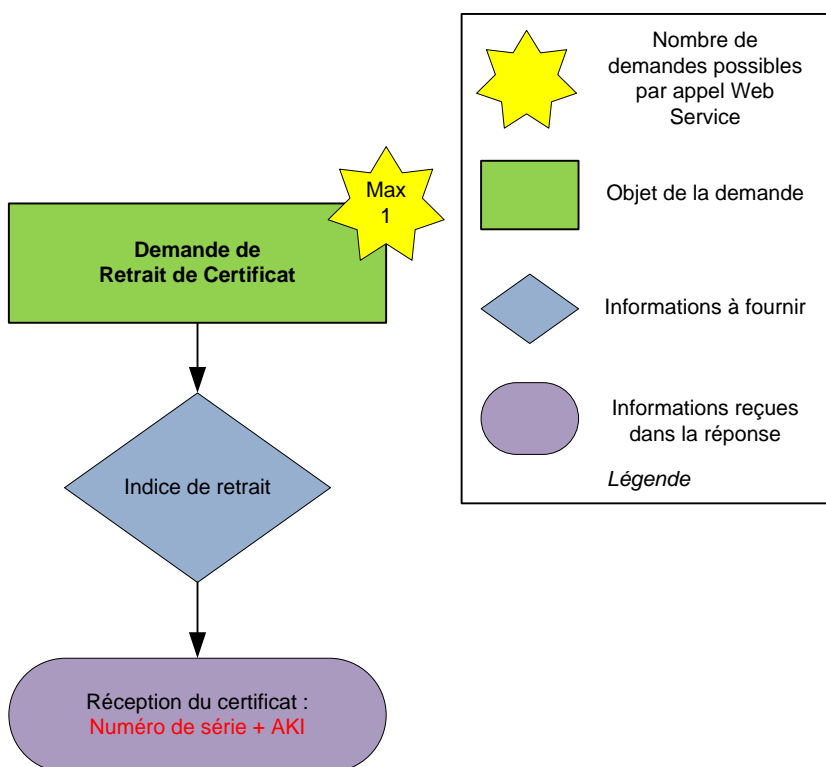 Max
1
Demande de
Retrait de Certificat
Indice de retrait
Réception du certificat :
Numéro de série + AKI
Nombre de
demandes possibles
par appel Web
Service
Objet de la demande
Informations à fournir
Informations reçues
dans la réponse
Légende